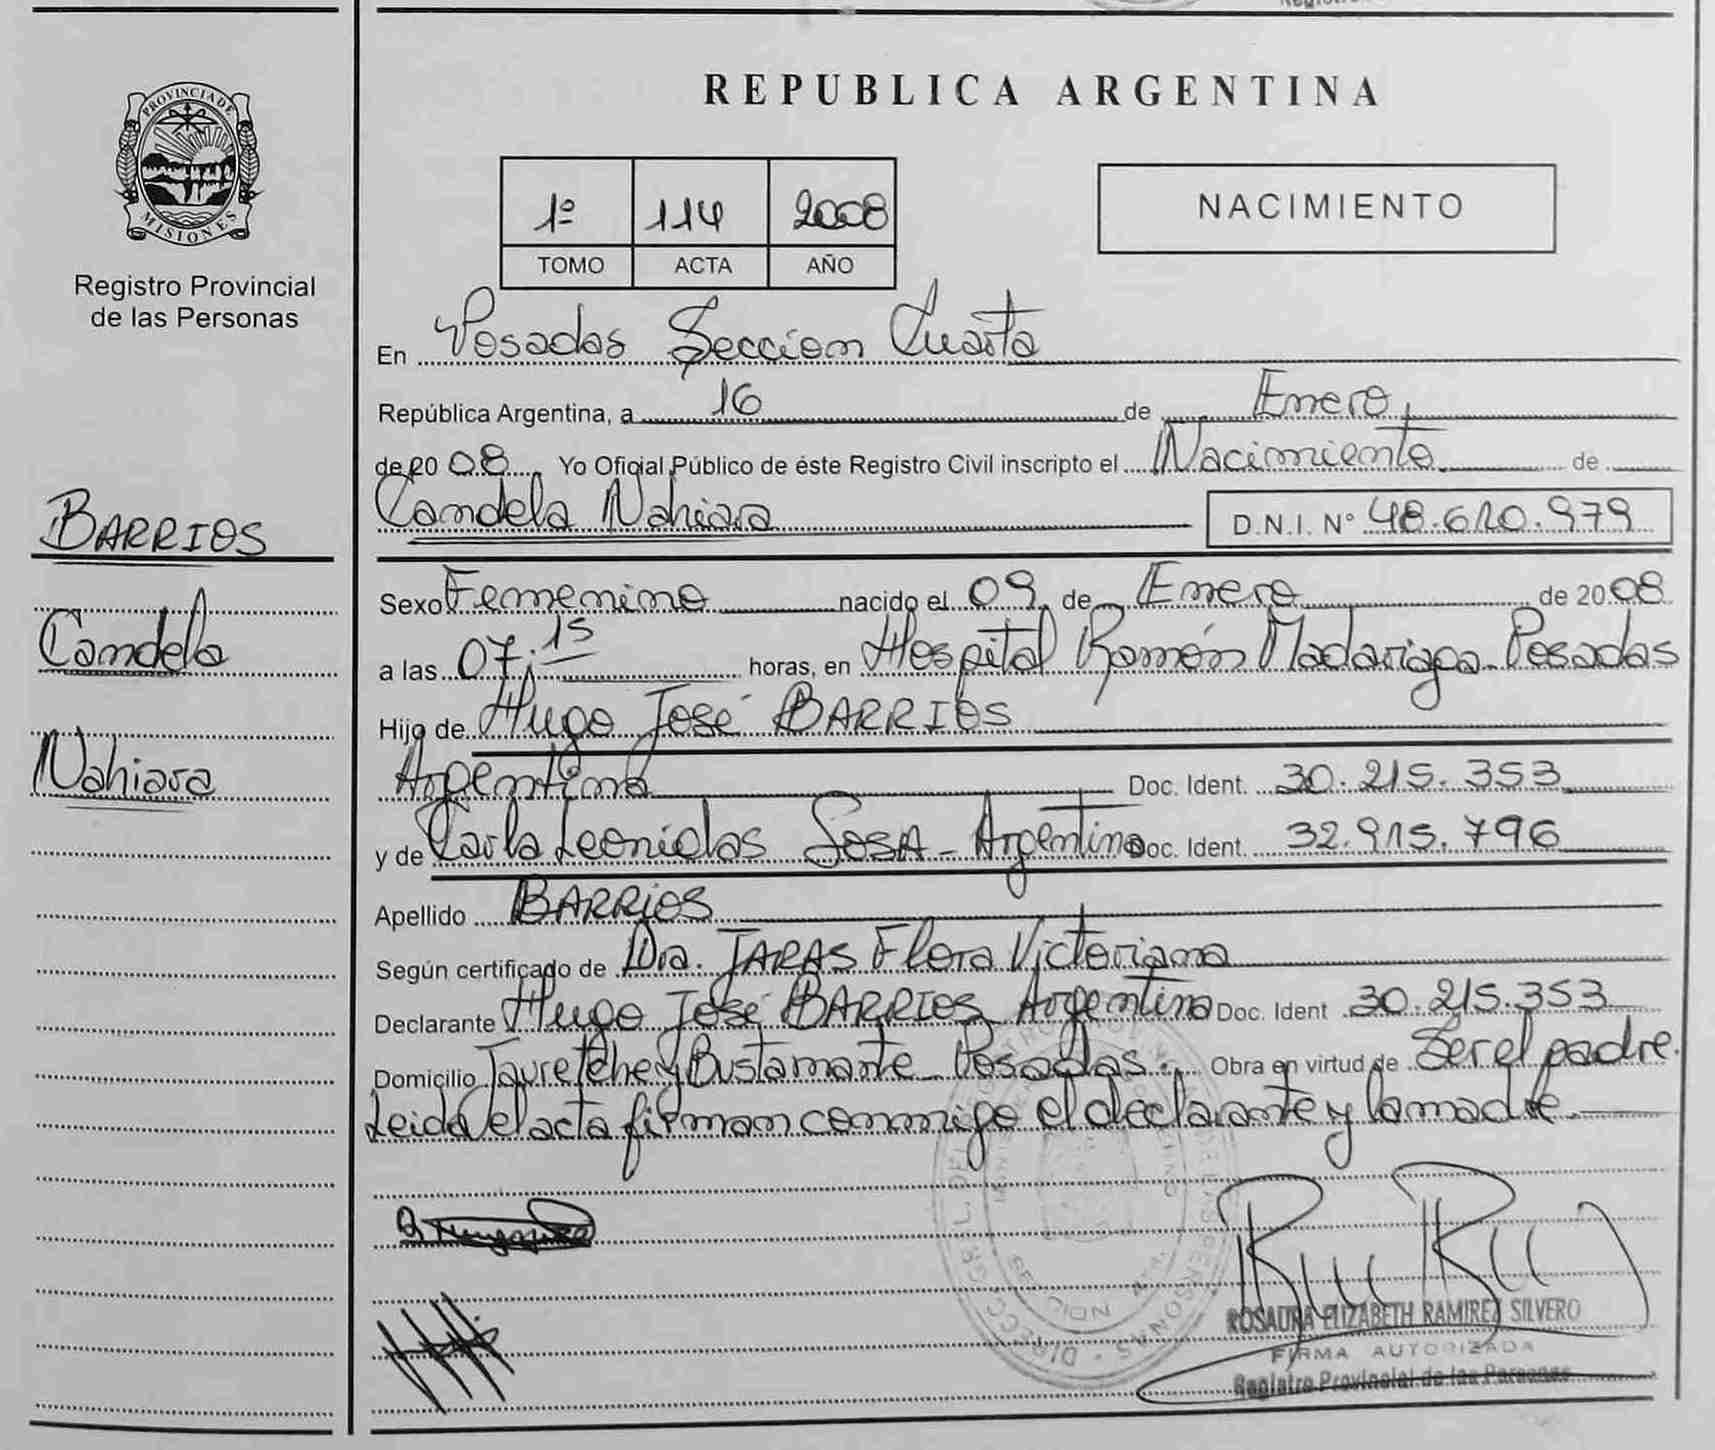 PROVINCIA DE
MISIONES
Registro Provincial
de las Personas
BARRIOS
Candela
Nahiara
REPUBLICA ARGENTINA
1º 114 2008
TOMO ACTA AÑO
NACIMIENTO
En Posadas Seccion Cuarta
República Argentina, a 16 de Enero
de 20 08 Yo Oficial Público de éste Registro Civil inscripto el Nacimiento de
Candela Nahiara D.N.I. Nº 48.610.979
Sexo Femenino nacido el 09 de Enero de 20 08
a las 07:15 horas, en Hospital Ramón Madariaga - Posadas
Hijo de Hugo José BARRIOS
Argentina Doc. Ident. 30.215.353
y de Carla Leonidas SOSA - Argentina Doc. Ident. 32.915.796
Apellido BARRIOS
Según certificado de Dra. TARAS Flora Victoriana
Declarante Hugo José BARRIOS Argentino Doc. Ident 30.215.353
Domicilio Jauretche y Bustamante - Posadas. Obra en virtud de Ser el padre.
Leida el acta firman conmigo el declarante y la madre.
ROSAURA ELIZABETH RAMIREZ SILVERO
FIRMA AUTORIZADA
Registro Provincial de las Personas